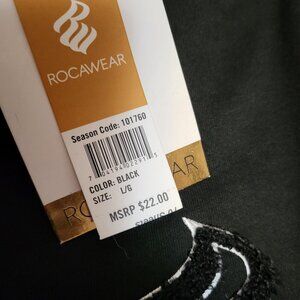 ROCAWEAR
Season Code: 101760
COLOR: BLACK
SIZE: L/G
MSRP $22.00